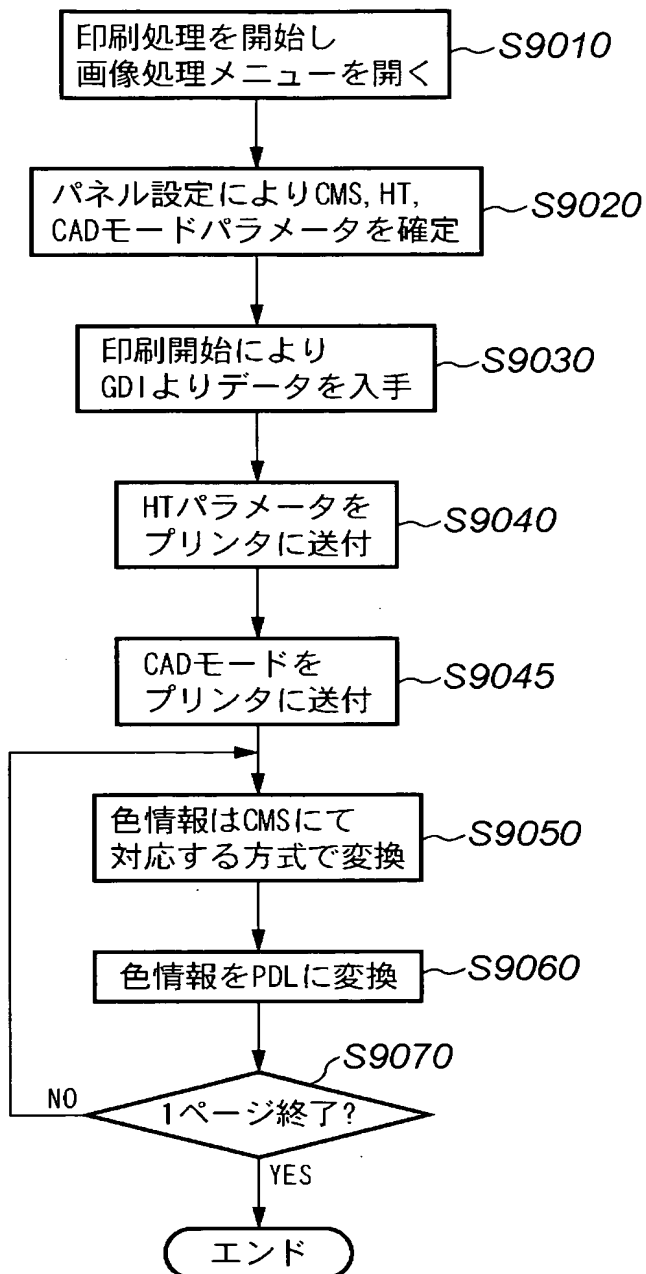 印刷処理を開始し
画像処理メニューを開く
S9010
パネル設定によりCMS, HT,
CADモードパラメータを確定
S9020
印刷開始により
GDIよりデータを入手
S9030
HTパラメータを
プリンタに送付
S9040
CADモードを
プリンタに送付
S9045
色情報はCMSにて
対応する方式で変換
S9050
色情報をPDLに変換
S9060
S9070
NO
1ページ終了?
YES
エンド